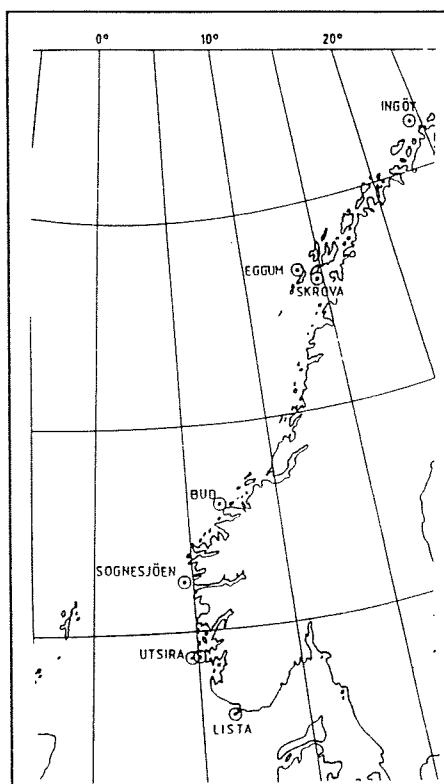 0° 10° 20°
INGÖY
EGGUM
SKROVA
BUD
SOGNESJÖEN
UTSIRA
LISTA